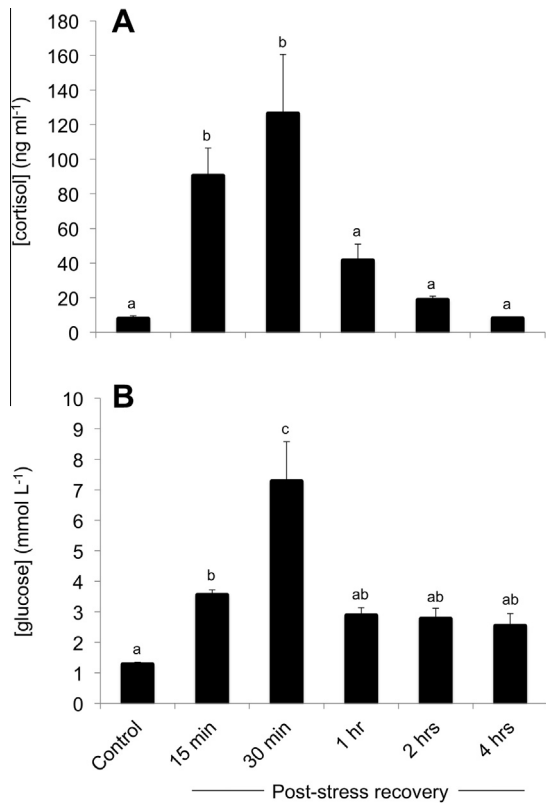 A
[cortisol] (ng ml-1)
180
160
140
120
100
80
60
40
20
0
a
b
b
a
a
a
B
[glucose] (mmol L-1)
10
9
8
7
6
5
4
3
2
1
0
a
b
c
ab
ab
ab
Control
15 min
30 min
1 hr
2 hrs
4 hrs
Post-stress recovery